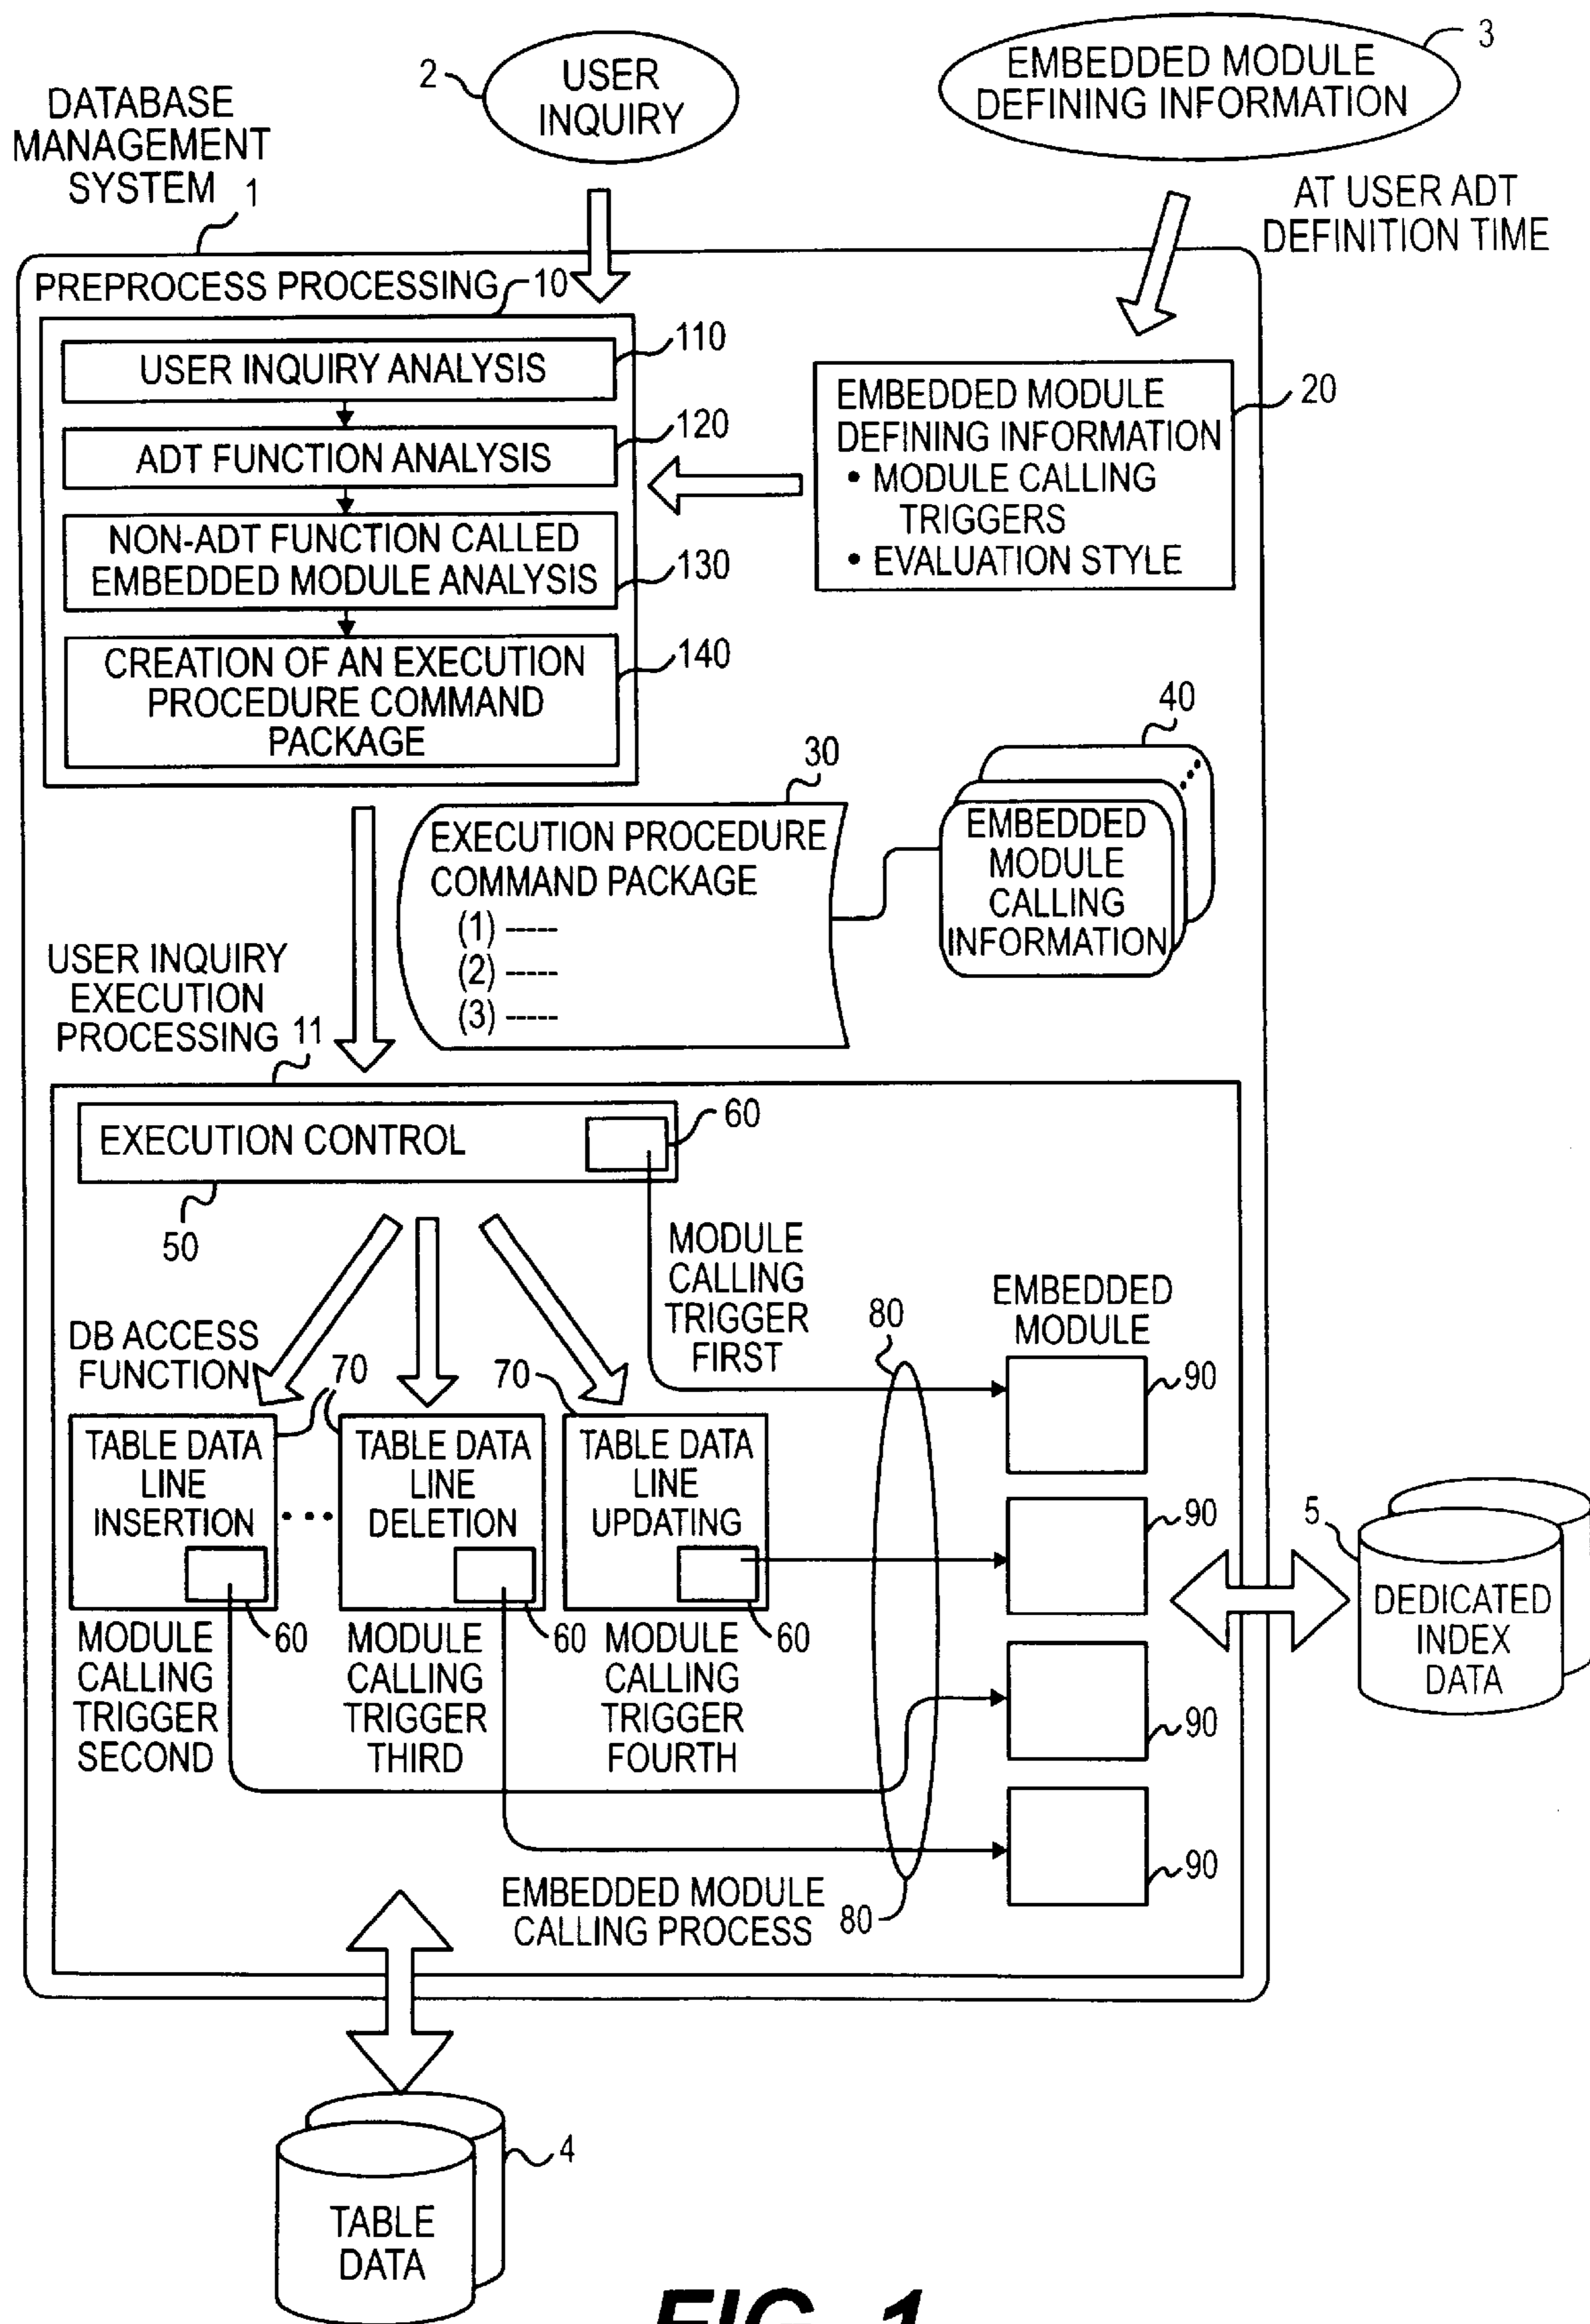 2
USER
INQUIRY
EMBEDDED MODULE
DEFINING INFORMATION
3
DATABASE
MANAGEMENT
SYSTEM
1
AT USER ADT
DEFINITION TIME
PREPROCESS PROCESSING
10
USER INQUIRY ANALYSIS
110
ADT FUNCTION ANALYSIS
120
NON-ADT FUNCTION CALLED
EMBEDDED MODULE ANALYSIS
130
CREATION OF AN EXECUTION
PROCEDURE COMMAND
PACKAGE
140
EMBEDDED MODULE
DEFINING INFORMATION
• MODULE CALLING
TRIGGERS
• EVALUATION STYLE
20
30
EXECUTION PROCEDURE
COMMAND PACKAGE
(1) -----
(2) -----
(3) -----
40
EMBEDDED
MODULE
CALLING
INFORMATION
USER INQUIRY
EXECUTION
PROCESSING
11
EXECUTION CONTROL
60
50
MODULE
CALLING
TRIGGER
FIRST
DB ACCESS
FUNCTION
70
70
80
EMBEDDED
MODULE
90
TABLE DATA
LINE
INSERTION
• • •
TABLE DATA
LINE
DELETION
TABLE DATA
LINE
UPDATING
90
60
60
60
MODULE
CALLING
TRIGGER
SECOND
MODULE
CALLING
TRIGGER
THIRD
MODULE
CALLING
TRIGGER
FOURTH
5
DEDICATED
INDEX
DATA
90
90
EMBEDDED MODULE
CALLING PROCESS
80
4
TABLE
DATA
FIG. 1